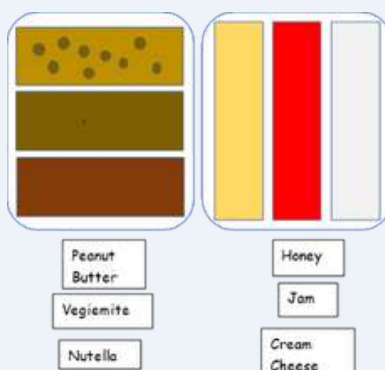 Peanut
Butter
Vegiemite
Nutella
Honey
Jam
Cream
Cheese